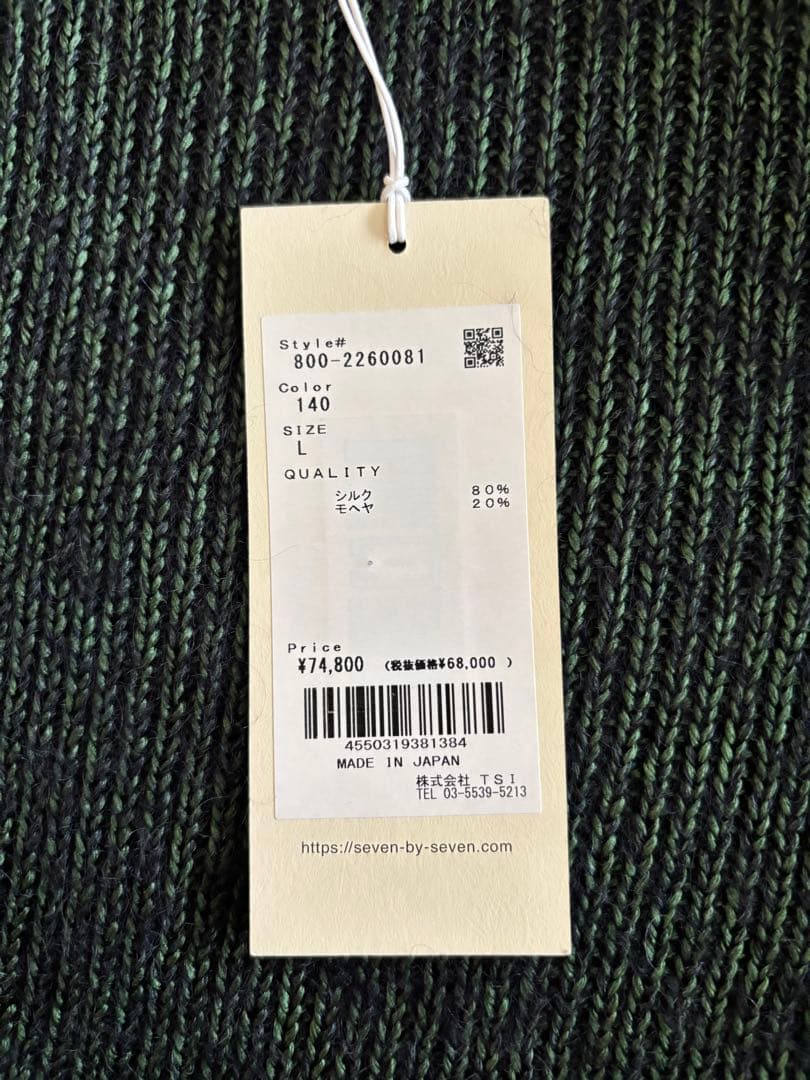 Style#
800-2260081
Color
140
SIZE
L
QUALITY
シルク 80%
モヘヤ 20%
Price
¥74,800 (税抜価格¥68,000 )
4550319381384
MADE IN JAPAN
株式会社 TSI
TEL 03-5539-5213
https://seven-by-seven.com